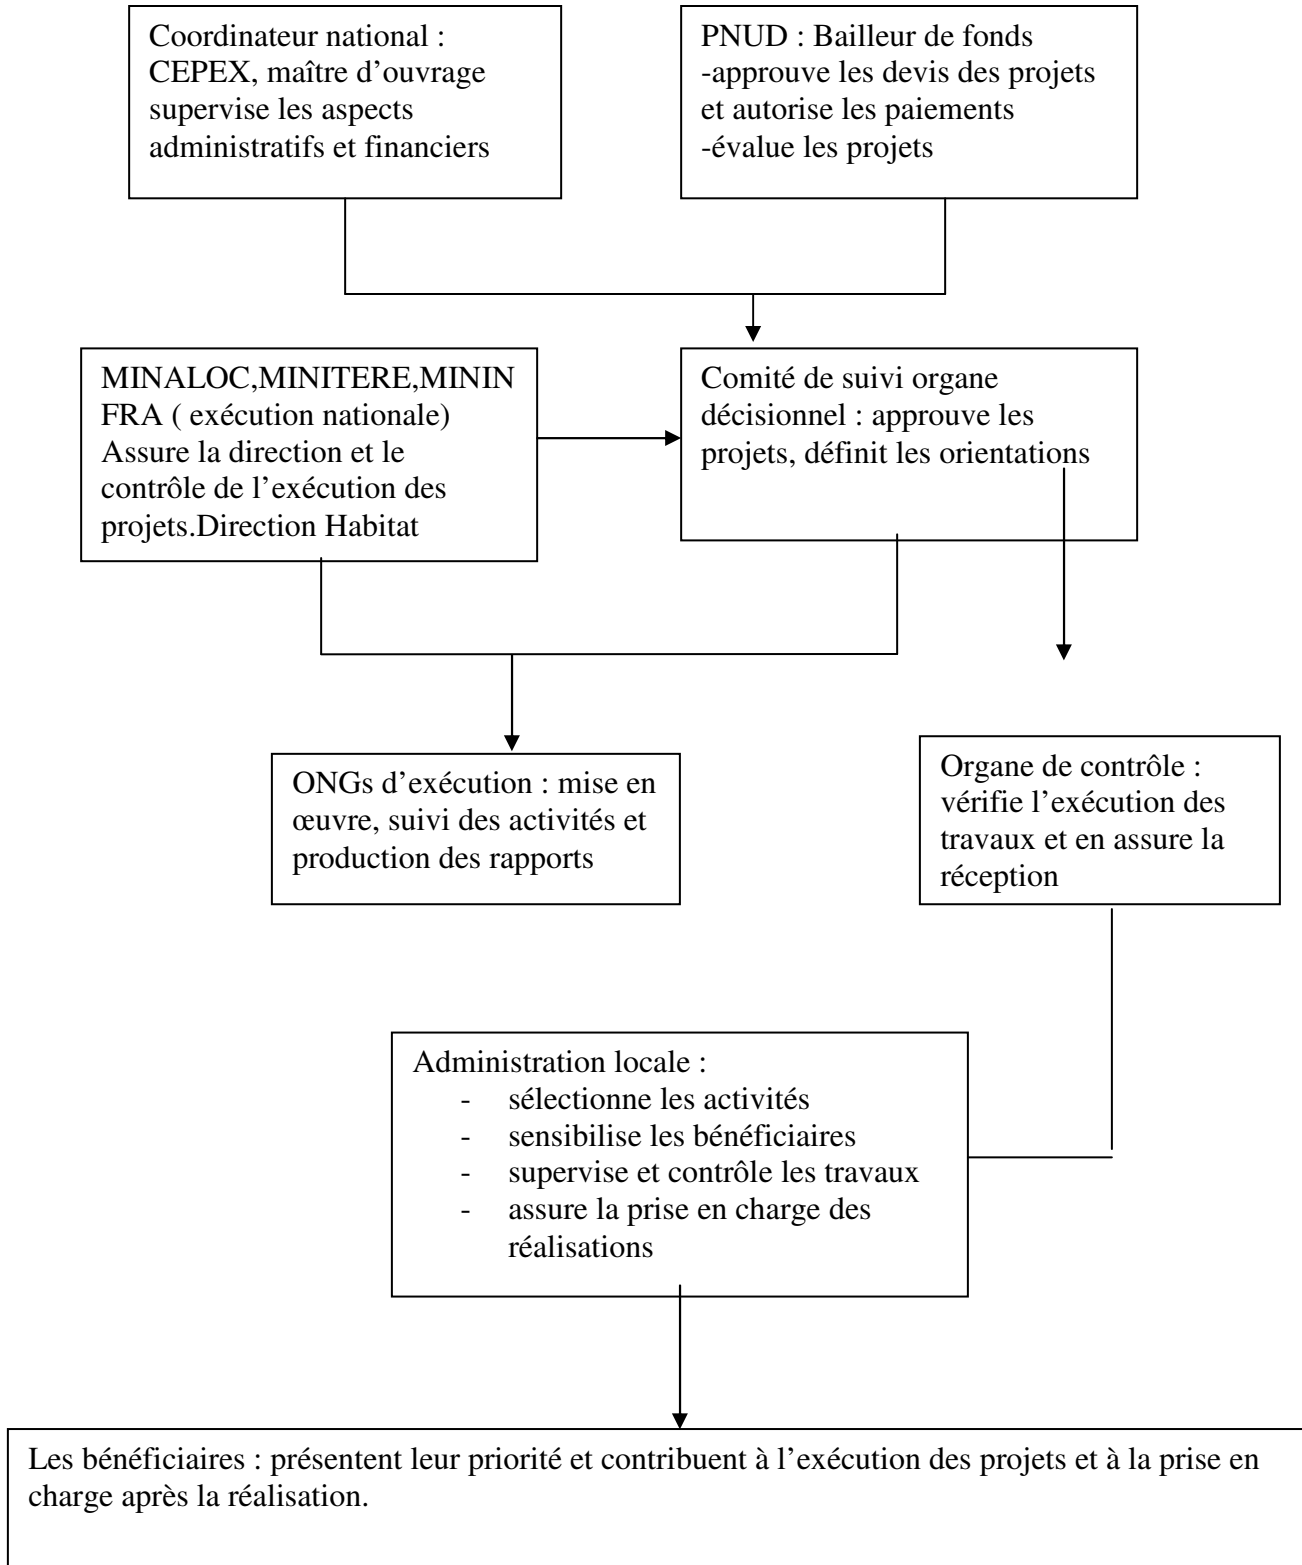 Coordinateur national :
CEPEX, maître d’ouvrage
supervise les aspects
administratifs et financiers
PNUD : Bailleur de fonds
-approuve les devis des projets
et autorise les paiements
-évalue les projets
MINALOC,MINITERE,MININ
FRA ( exécution nationale)
Assure la direction et le
contrôle de l’exécution des
projets.Direction Habitat
Comité de suivi organe
décisionnel : approuve les
projets, définit les orientations
ONGs d’exécution : mise en
œuvre, suivi des activités et
production des rapports
Organe de contrôle :
vérifie l’exécution des
travaux et en assure la
réception
Administration locale :
- sélectionne les activités
- sensibilise les bénéficiaires
- supervise et contrôle les travaux
- assure la prise en charge des
réalisations
Les bénéficiaires : présentent leur priorité et contribuent à l’exécution des projets et à la prise en
charge après la réalisation.